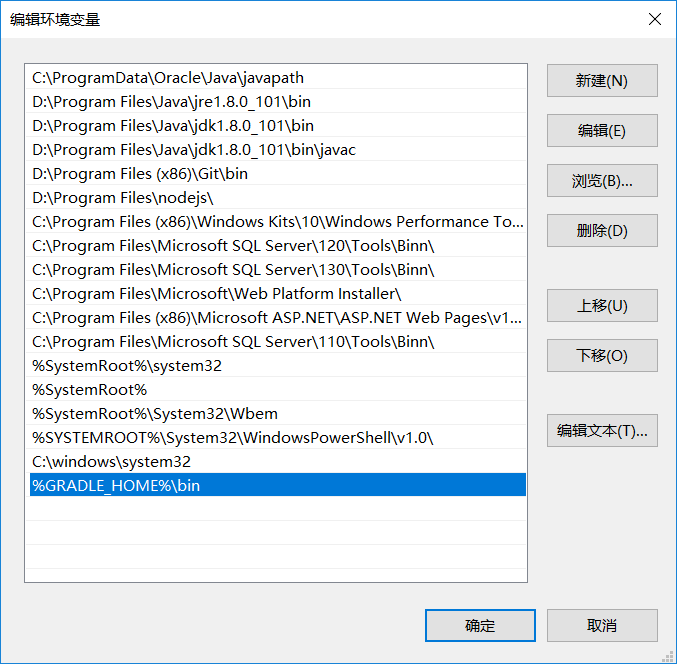 编辑环境变量
C:\ProgramData\Oracle\Java\javapath
D:\Program Files\Java\jre1.8.0_101\bin
D:\Program Files\Java\jdk1.8.0_101\bin
D:\Program Files\Java\jdk1.8.0_101\bin\javac
D:\Program Files (x86)\Git\bin
D:\Program Files\nodejs\
C:\Program Files (x86)\Windows Kits\10\Windows Performance To...
C:\Program Files\Microsoft SQL Server\120\Tools\Binn\
C:\Program Files\Microsoft SQL Server\130\Tools\Binn\
C:\Program Files\Microsoft\Web Platform Installer\
C:\Program Files (x86)\Microsoft ASP.NET\ASP.NET Web Pages\v1...
C:\Program Files\Microsoft SQL Server\110\Tools\Binn\
%SystemRoot%\system32
%SystemRoot%
%SystemRoot%\System32\Wbem
%SYSTEMROOT%\System32\WindowsPowerShell\v1.0\
C:\windows\system32
%GRADLE_HOME%\bin
新建(N)
编辑(E)
浏览(B)...
删除(D)
上移(U)
下移(O)
编辑文本(T)...
确定
取消